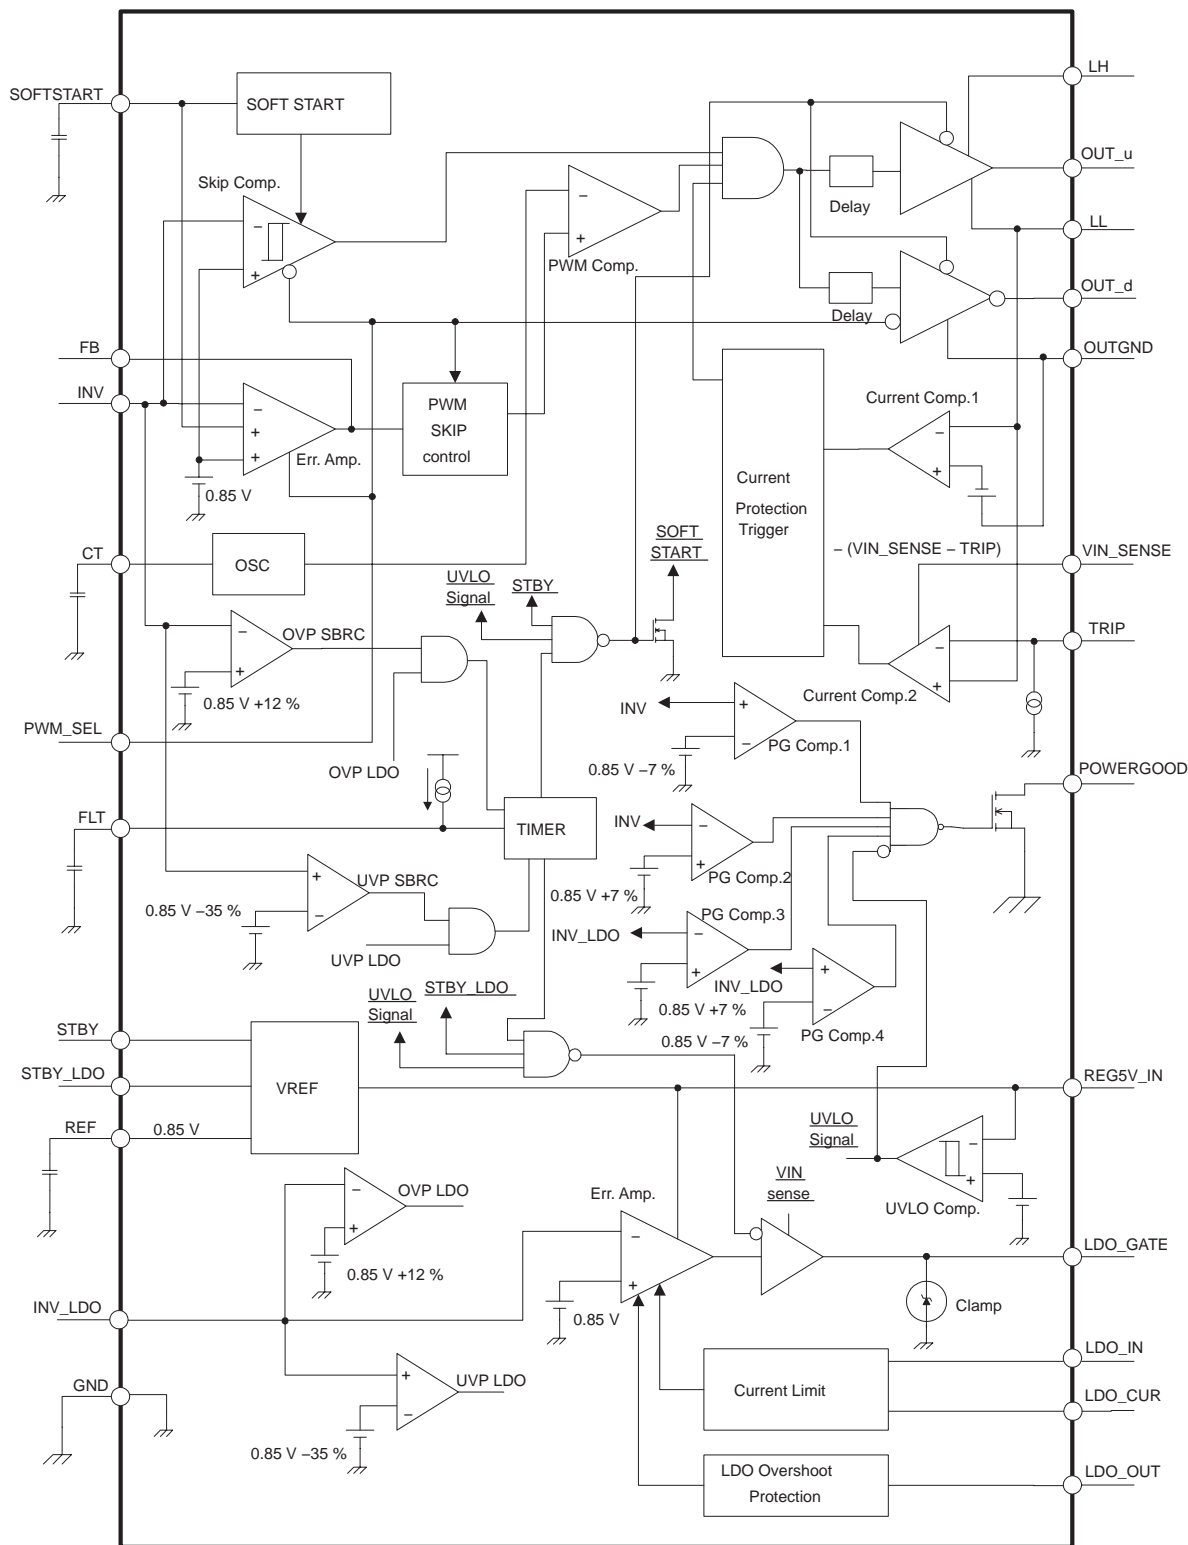 LH
SOFTSTART
SOFT START
OUT_u
Skip Comp.
−
+
Delay
LL
−
+
PWM Comp.
OUT_d
Delay
FB
OUTGND
INV
−
+
+
Err. Amp.
0.85 V
PWM
SKIP
control
Current Comp.1
−
+
Current
Protection
Trigger
SOFT
START
− (VIN_SENSE − TRIP)
VIN_SENSE
CT
OSC
UVLO
Signal
STBY
−
+
OVP SBRC
0.85 V +12 %
TRIP
−
+
Current Comp.2
INV
+
−
PG Comp.1
0.85 V −7 %
PWM_SEL
OVP LDO
POWERGOOD
FLT
TIMER
INV
−
+
PG Comp.2
0.85 V +7 %
+
−
UVP SBRC
0.85 V −35 %
UVP LDO
PG Comp.3
INV_LDO
−
+
0.85 V +7 %
INV_LDO
+
−
PG Comp.4
0.85 V −7 %
UVLO
Signal
STBY_LDO
STBY
STBY_LDO
VREF
REG5V_IN
REF
0.85 V
UVLO
Signal
−
+
UVLO Comp.
−
+
OVP LDO
0.85 V +12 %
Err. Amp.
−
+
0.85 V
VIN
sense
LDO_GATE
Clamp
INV_LDO
+
−
UVP LDO
0.85 V −35 %
GND
Current Limit
LDO_IN
LDO_CUR
LDO Overshoot
Protection
LDO_OUT